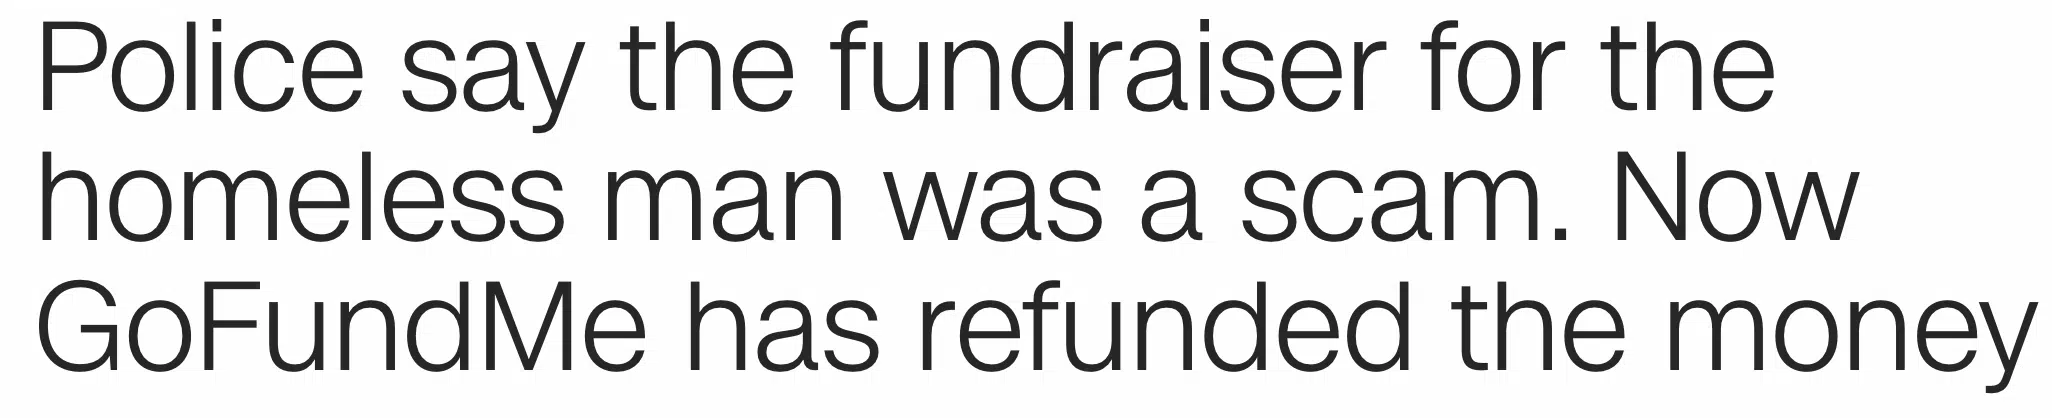 Police say the fundraiser for the
homeless man was a scam. Now
GoFundMe has refunded the money